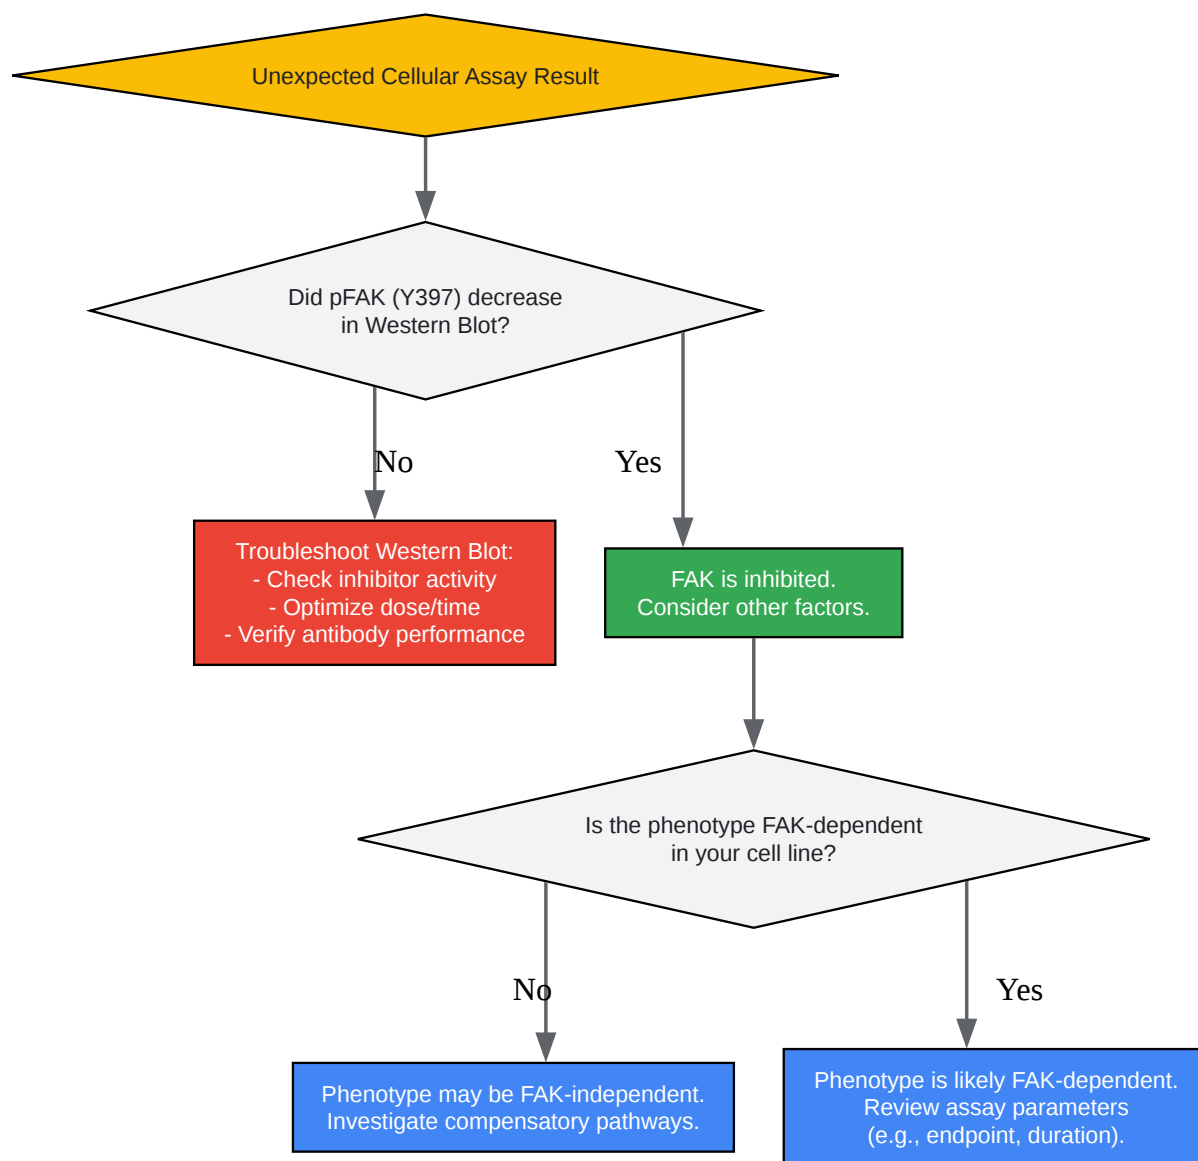 Unexpected Cellular Assay Result
Did pFAK (Y397) decrease
in Western Blot?
No
Yes
Troubleshoot Western Blot:
- Check inhibitor activity
- Optimize dose/time
- Verify antibody performance
FAK is inhibited.
Consider other factors.
Is the phenotype FAK-dependent
in your cell line?
No
Yes
Phenotype may be FAK-independent.
Investigate compensatory pathways.
Phenotype is likely FAK-dependent.
Review assay parameters
(e.g., endpoint, duration).